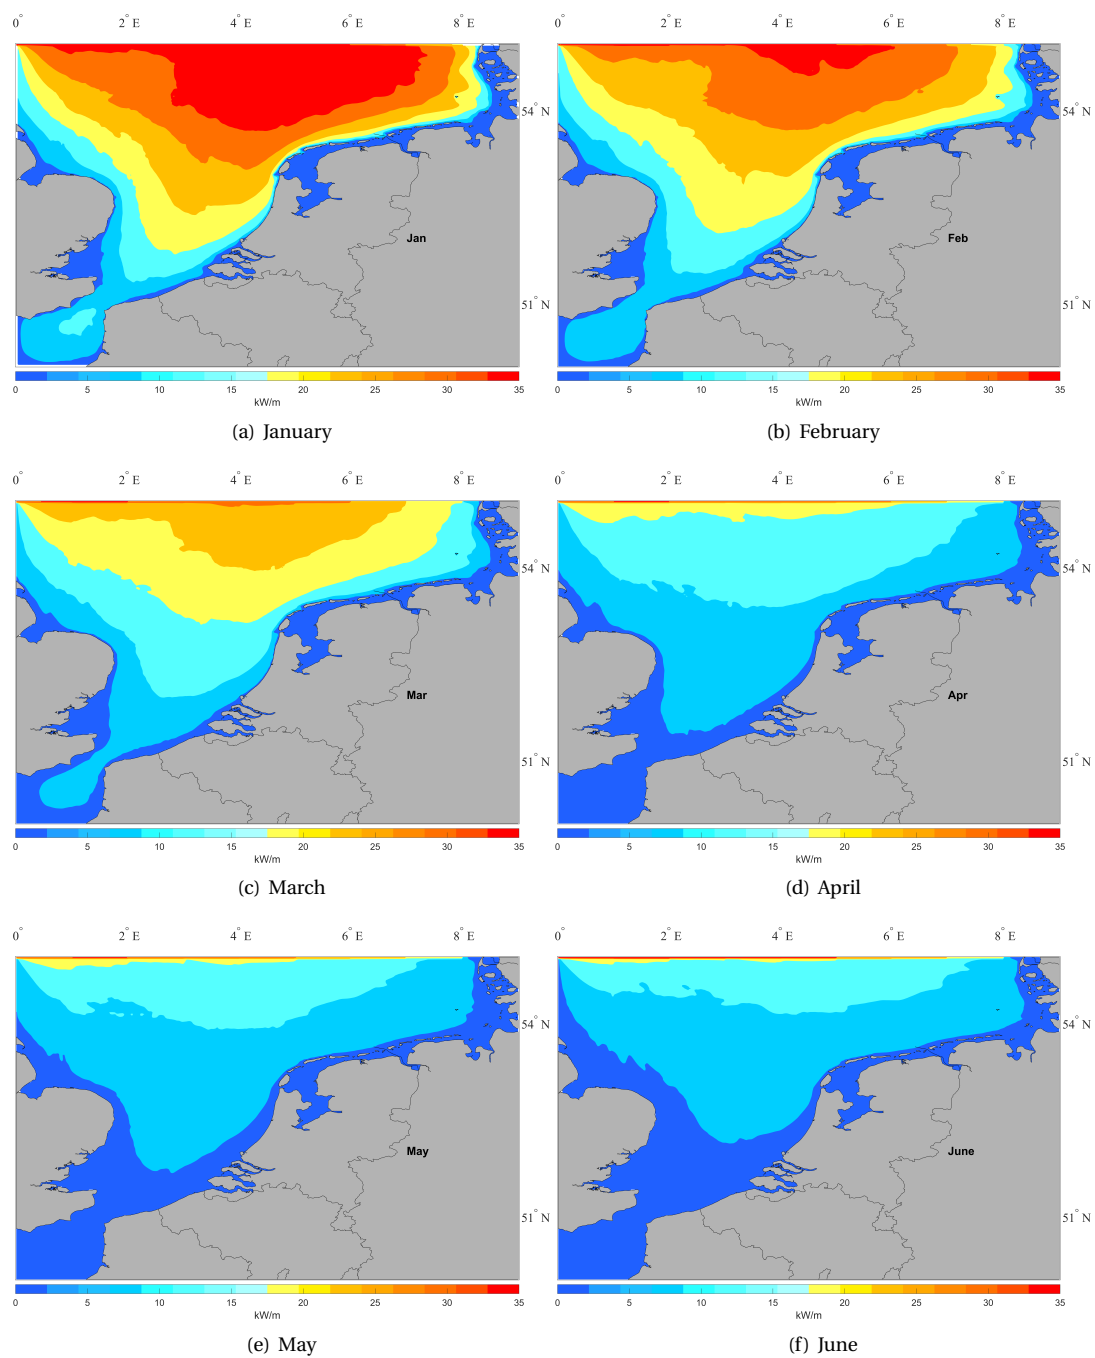 0° 2° E 4° E 6° E 8° E 0° 2° E 4° E 6° E 8° E
54° N 54° N
Jan Feb
51° N 51° N
0 5 10 15 20 25 30 35 0 5 10 15 20 25 30 35
kW/m kW/m
(a) January (b) February
0° 2° E 4° E 6° E 8° E 0° 2° E 4° E 6° E 8° E
54° N 54° N
Mar Apr
51° N 51° N
0 5 10 15 20 25 30 35 0 5 10 15 20 25 30 35
kW/m kW/m
(c) March (d) April
0° 2° E 4° E 6° E 8° E 0° 2° E 4° E 6° E 8° E
54° N 54° N
May June
51° N 51° N
0 5 10 15 20 25 30 35 0 5 10 15 20 25 30 35
kW/m kW/m
(e) May (f) June